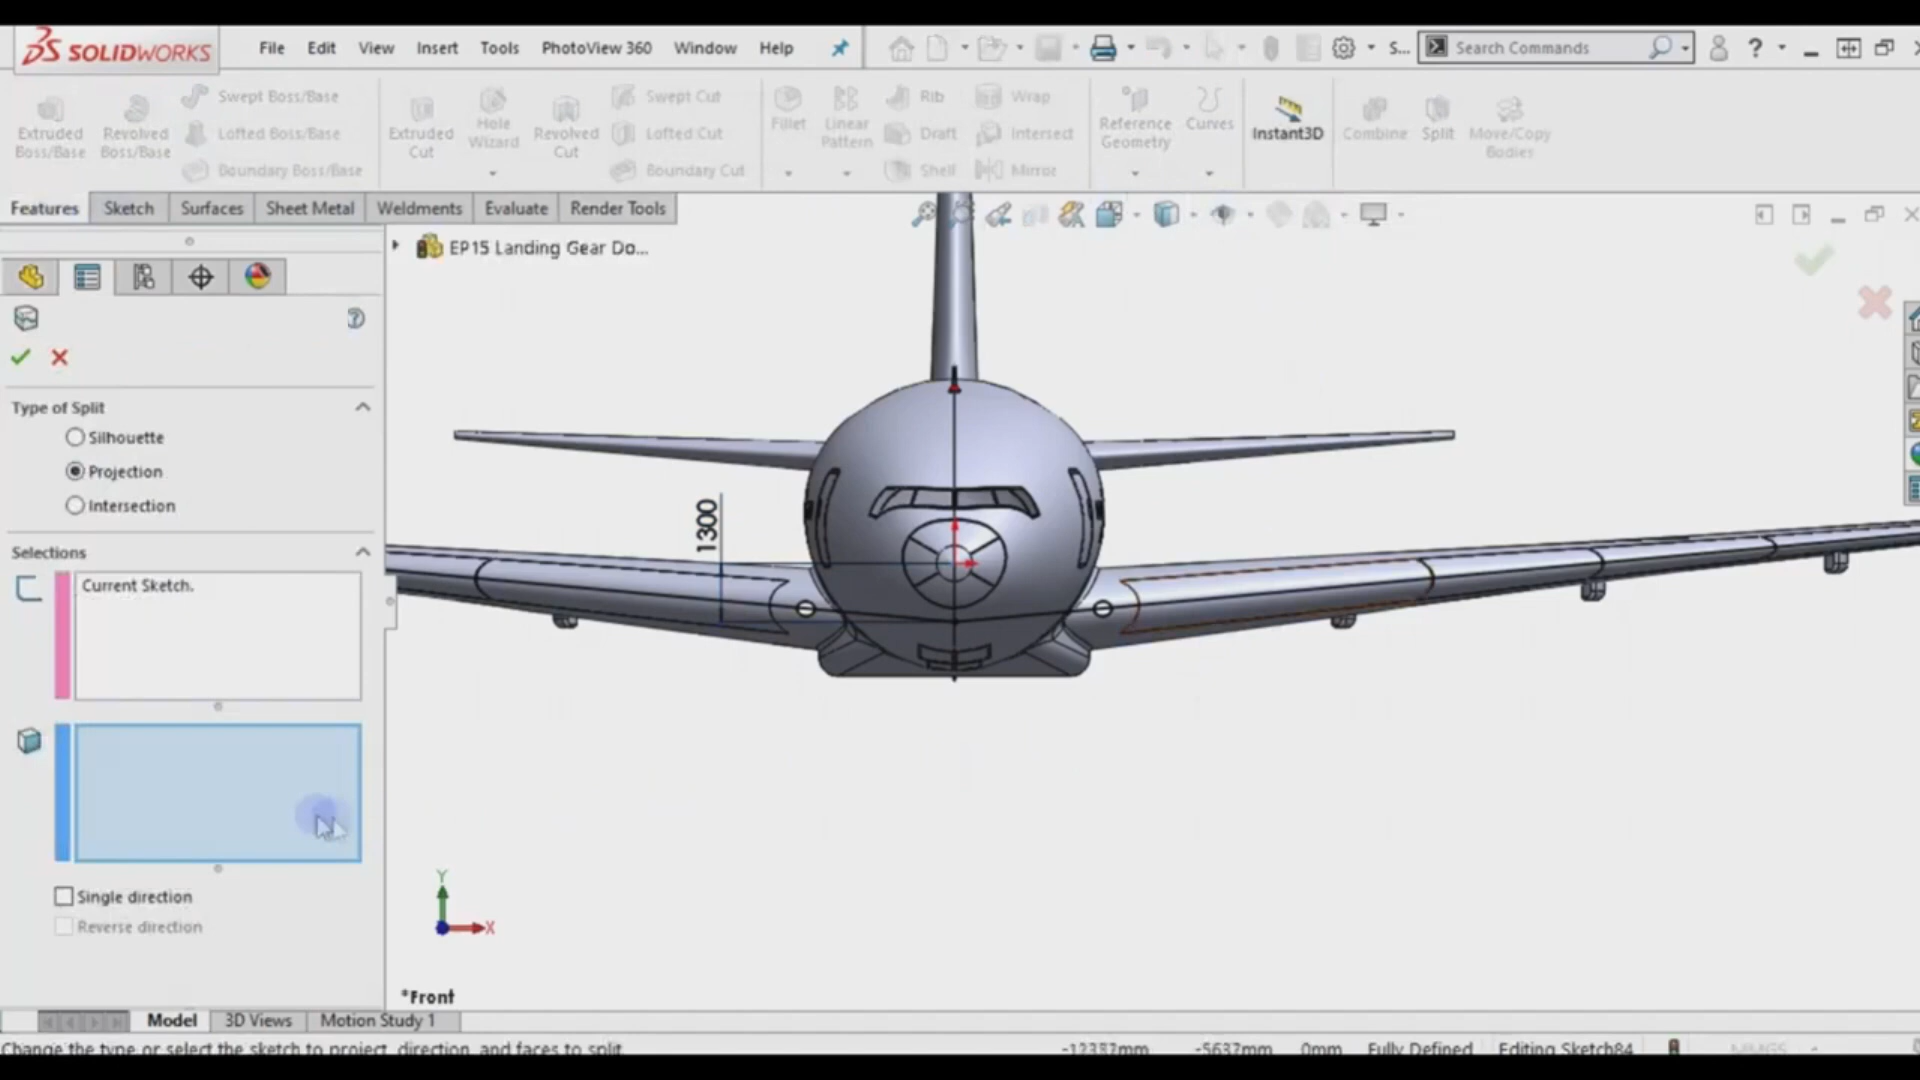 SOLIDWORKS File Edit View Insert Tools PhotoView 360 Window Help S... Search Commands ?
Extruded Boss/Base
Revolved Boss/Base
Swept Boss/Base
Lofted Boss/Base
Boundary Boss/Base
Extruded Cut
Hole Wizard
Revolved Cut
Swept Cut
Lofted Cut
Boundary Cut
Fillet
Linear Pattern
Rib
Draft
Shell
Wrap
Intersect
Mirror
Reference Geometry
Curves
Instant3D
Combine
Split
Move/Copy Bodies
Features Sketch Surfaces Sheet Metal Weldments Evaluate Render Tools
EP15 Landing Gear Do...
Type of Split
Silhouette
Projection
Intersection
Selections
Current Sketch.
Single direction
Reverse direction
1300
Y
X
*Front
Model 3D Views Motion Study 1
Change the type or select the sketch to project, direction, and faces to split. -12337mm -5637mm 0mm Fully Defined Editing Sketch84 MMGS